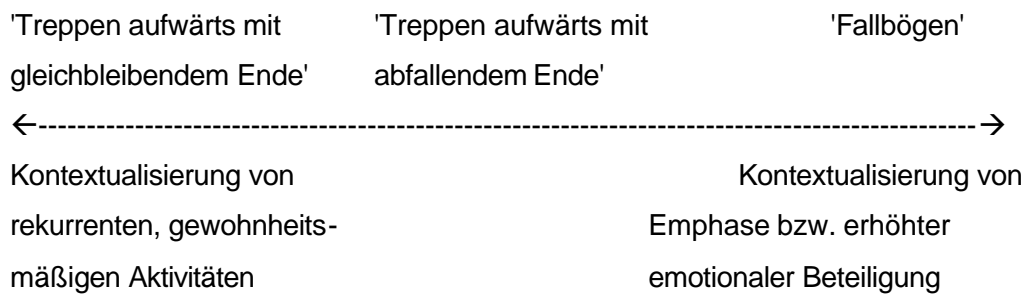 'Treppen aufwärts mit 'Treppen aufwärts mit 'Fallbögen'
gleichbleibendem Ende' abfallendem Ende'
←-------------------------------------------------------------------------------------------------→
Kontextualisierung von Kontextualisierung von
rekurrenten, gewohnheits- Emphase bzw. erhöhter
mäßigen Aktivitäten emotionaler Beteiligung